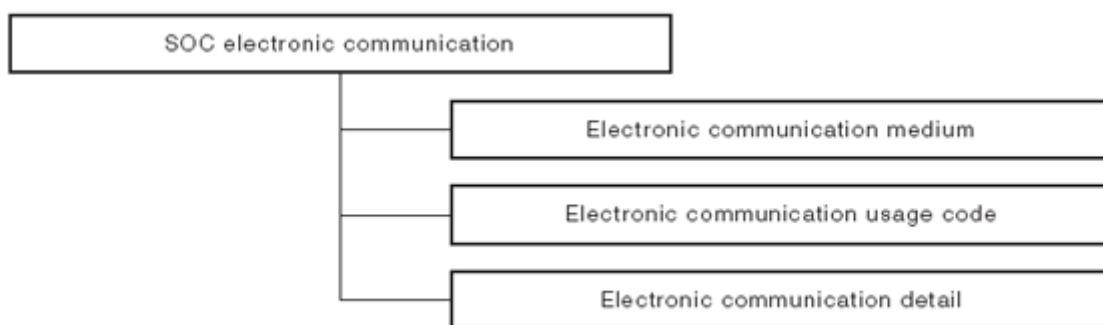 SOC electronic communication
Electronic communication medium
Electronic communication usage code
Electronic communication detail